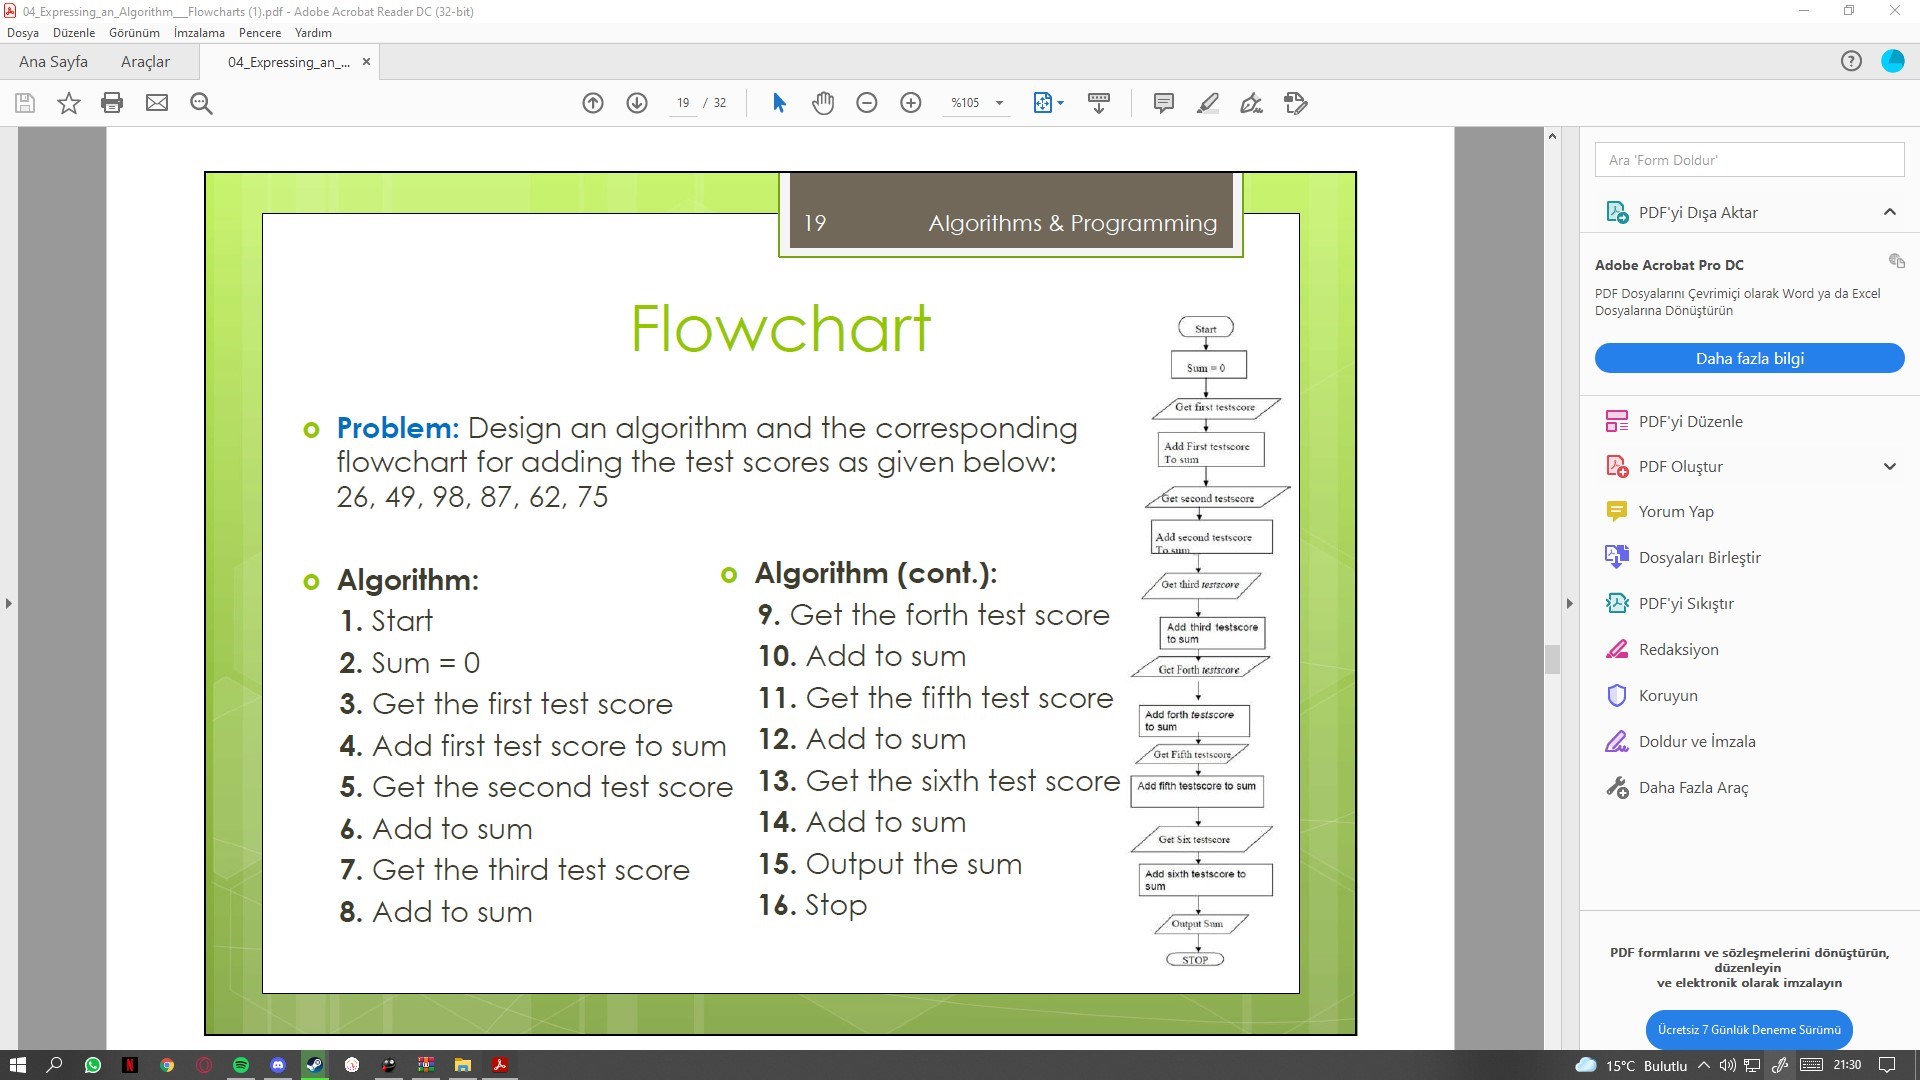 04_Expressing_an_Algorithm___Flowcharts (1).pdf - Adobe Acrobat Reader DC (32-bit)
Dosya Düzenle Görünüm İmzalama Pencere Yardım
Ana Sayfa Araçlar 04_Expressing_an_... ×
19 / 32 %105
Ara 'Form Doldur'
PDF'yi Dışa Aktar
Adobe Acrobat Pro DC
PDF Dosyalarını Çevrimiçi olarak Word ya da Excel
Dosyalarına Dönüştürün
Daha fazla bilgi
PDF'yi Düzenle
PDF Oluştur
Yorum Yap
Dosyaları Birleştir
PDF'yi Sıkıştır
Redaksiyon
Koruyun
Doldur ve İmzala
Daha Fazla Araç
PDF formlarını ve sözleşmelerini dönüştürün,
düzenleyin
ve elektronik olarak imzalayın
Ücretsiz 7 Günlük Deneme Sürümü
19 Algorithms & Programming
Flowchart
Problem: Design an algorithm and the corresponding
flowchart for adding the test scores as given below:
26, 49, 98, 87, 62, 75
Algorithm:
1. Start
2. Sum = 0
3. Get the first test score
4. Add first test score to sum
5. Get the second test score
6. Add to sum
7. Get the third test score
8. Add to sum
Algorithm (cont.):
9. Get the forth test score
10. Add to sum
11. Get the fifth test score
12. Add to sum
13. Get the sixth test score
14. Add to sum
15. Output the sum
16. Stop
Start
Sum = 0
Get first testscore
Add First testscore
To sum
Get second testscore
Add second testscore
To sum
Get third testscore
Add third testscore
to sum
Get Forth testscore
Add forth testscore
to sum
Get Fifth testscore
Add fifth testscore to sum
Get Six testscore
Add sixth testscore to
sum
Output Sum
STOP
15°C Bulutlu 21:30